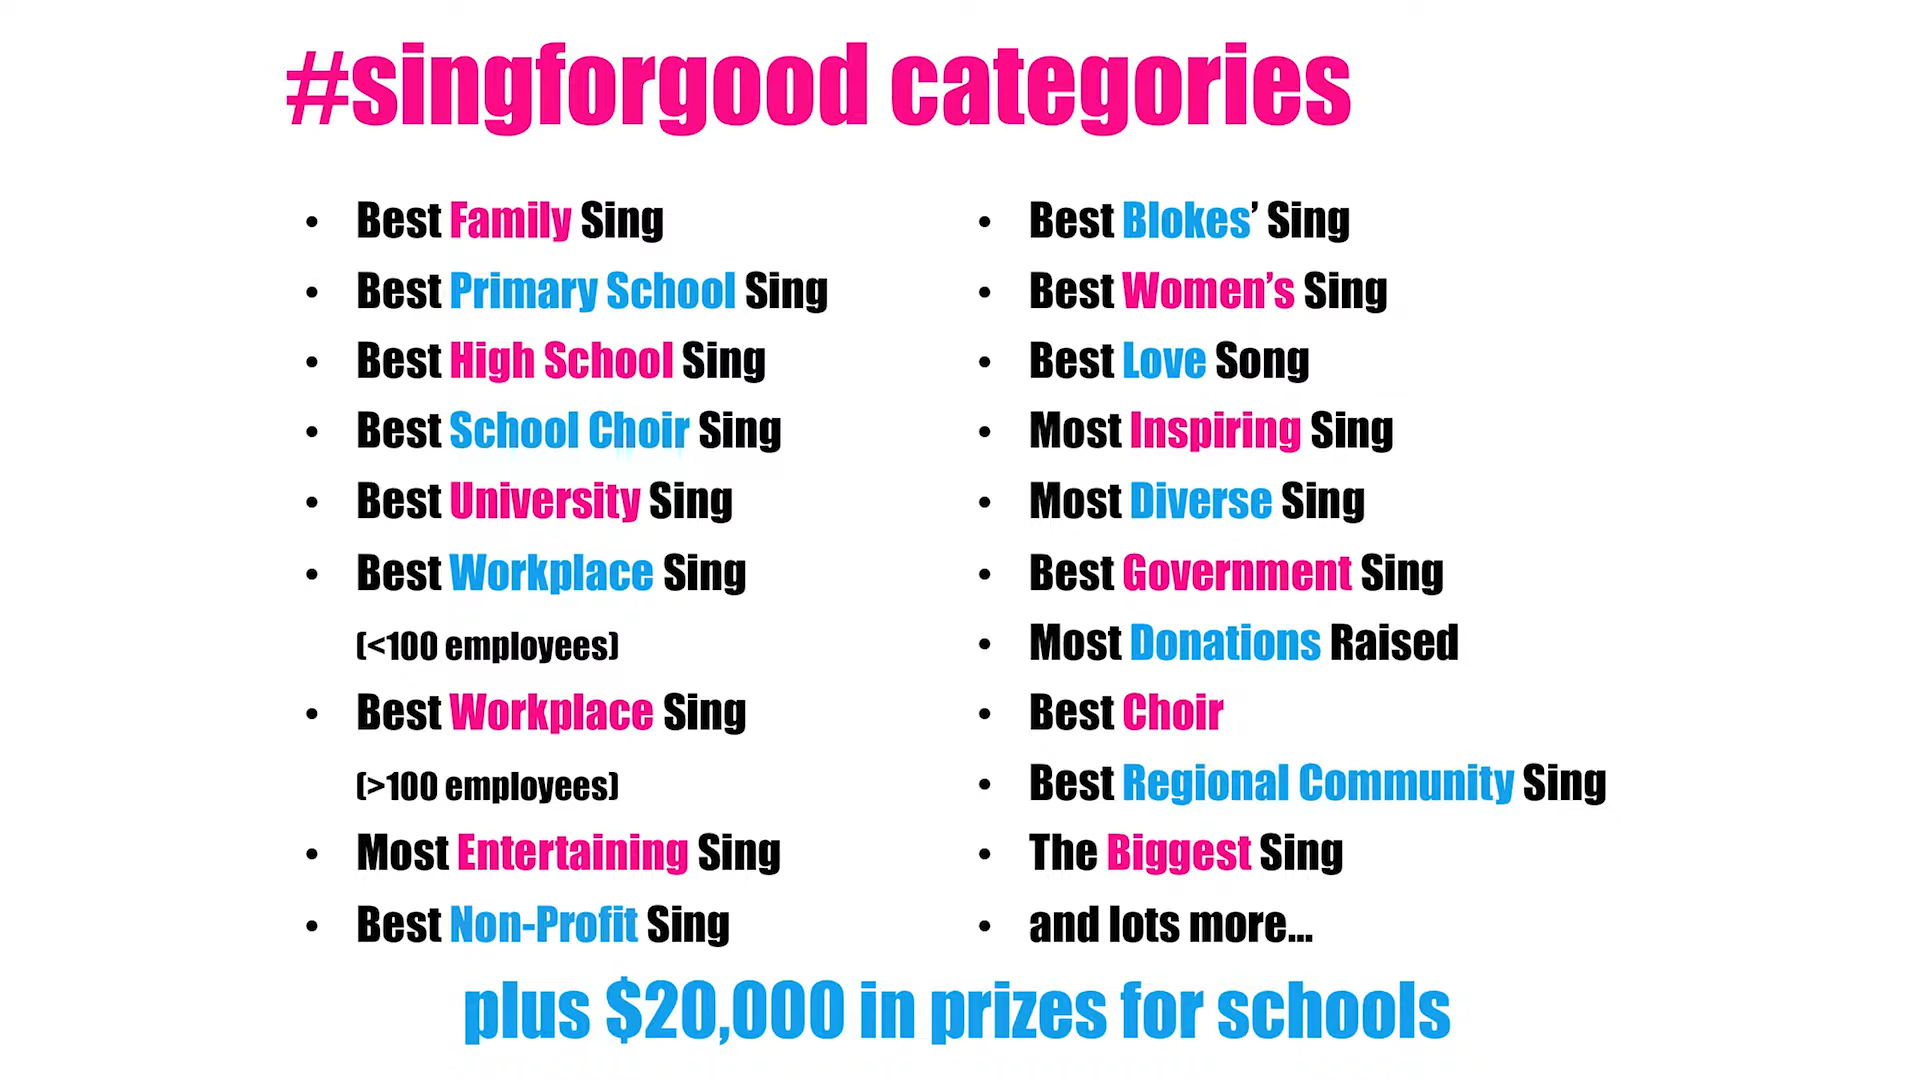 #singforgood categories
• Best Family Sing
• Best Primary School Sing
• Best High School Sing
• Best School Choir Sing
• Best University Sing
• Best Workplace Sing
(<100 employees)
• Best Workplace Sing
(>100 employees)
• Most Entertaining Sing
• Best Non-Profit Sing
• Best Blokes’ Sing
• Best Women’s Sing
• Best Love Song
• Most Inspiring Sing
• Most Diverse Sing
• Best Government Sing
• Most Donations Raised
• Best Choir
• Best Regional Community Sing
• The Biggest Sing
• and lots more...
plus $20,000 in prizes for schools